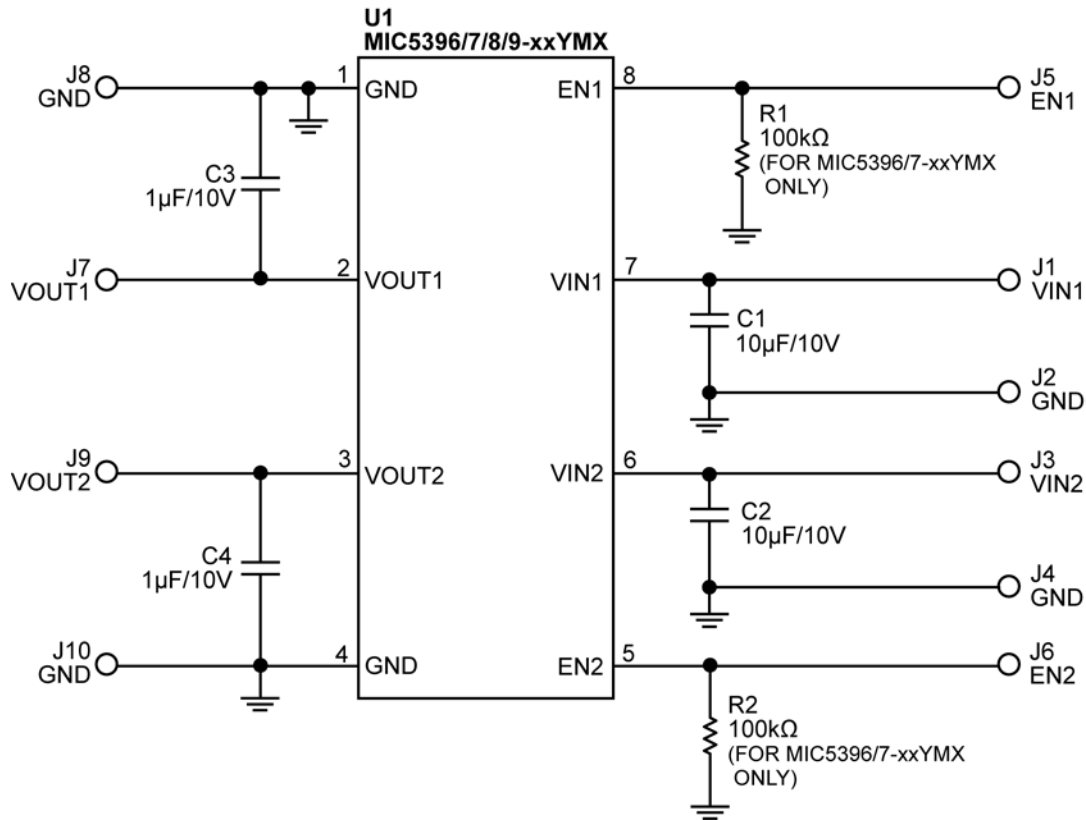 U1
MIC5396/7/8/9-xxYMX
J8
GND
1
GND
EN1
8
J5
EN1
C3
1µF/10V
R1
100kΩ
(FOR MIC5396/7-xxYMX
ONLY)
J7
VOUT1
2
VOUT1
VIN1
7
J1
VIN1
C1
10µF/10V
J2
GND
J9
VOUT2
3
VOUT2
VIN2
6
J3
VIN2
C2
10µF/10V
C4
1µF/10V
J4
GND
J10
GND
4
GND
EN2
5
J6
EN2
R2
100kΩ
(FOR MIC5396/7-xxYMX
ONLY)